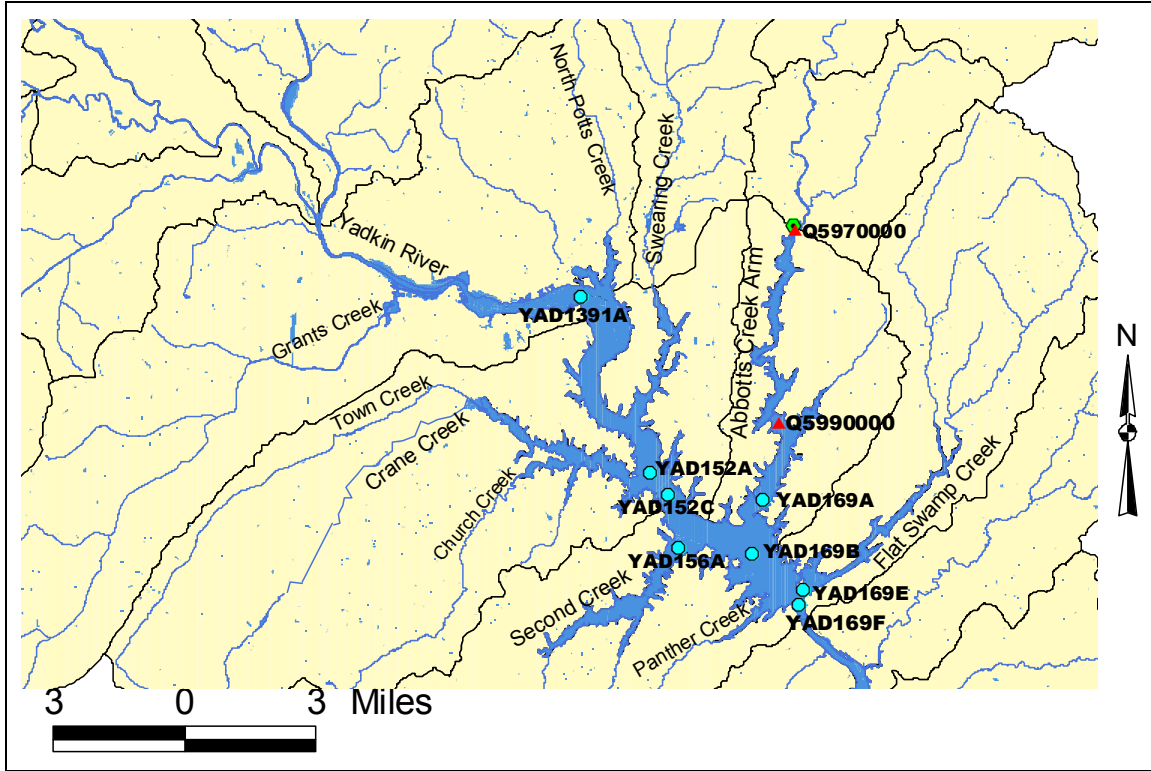 North Potts Creek
Swearing Creek
Q5970000
Yadkin River
Abbotts Creek Arm
YAD1391A
Grants Creek
N
Town Creek
Crane Creek
Q5990000
YAD152A
YAD152C
YAD169A
Church Creek
Flat Swamp Creek
YAD156A
YAD169B
Second Creek
YAD169E
Panther Creek
YAD169F
3 0 3 Miles